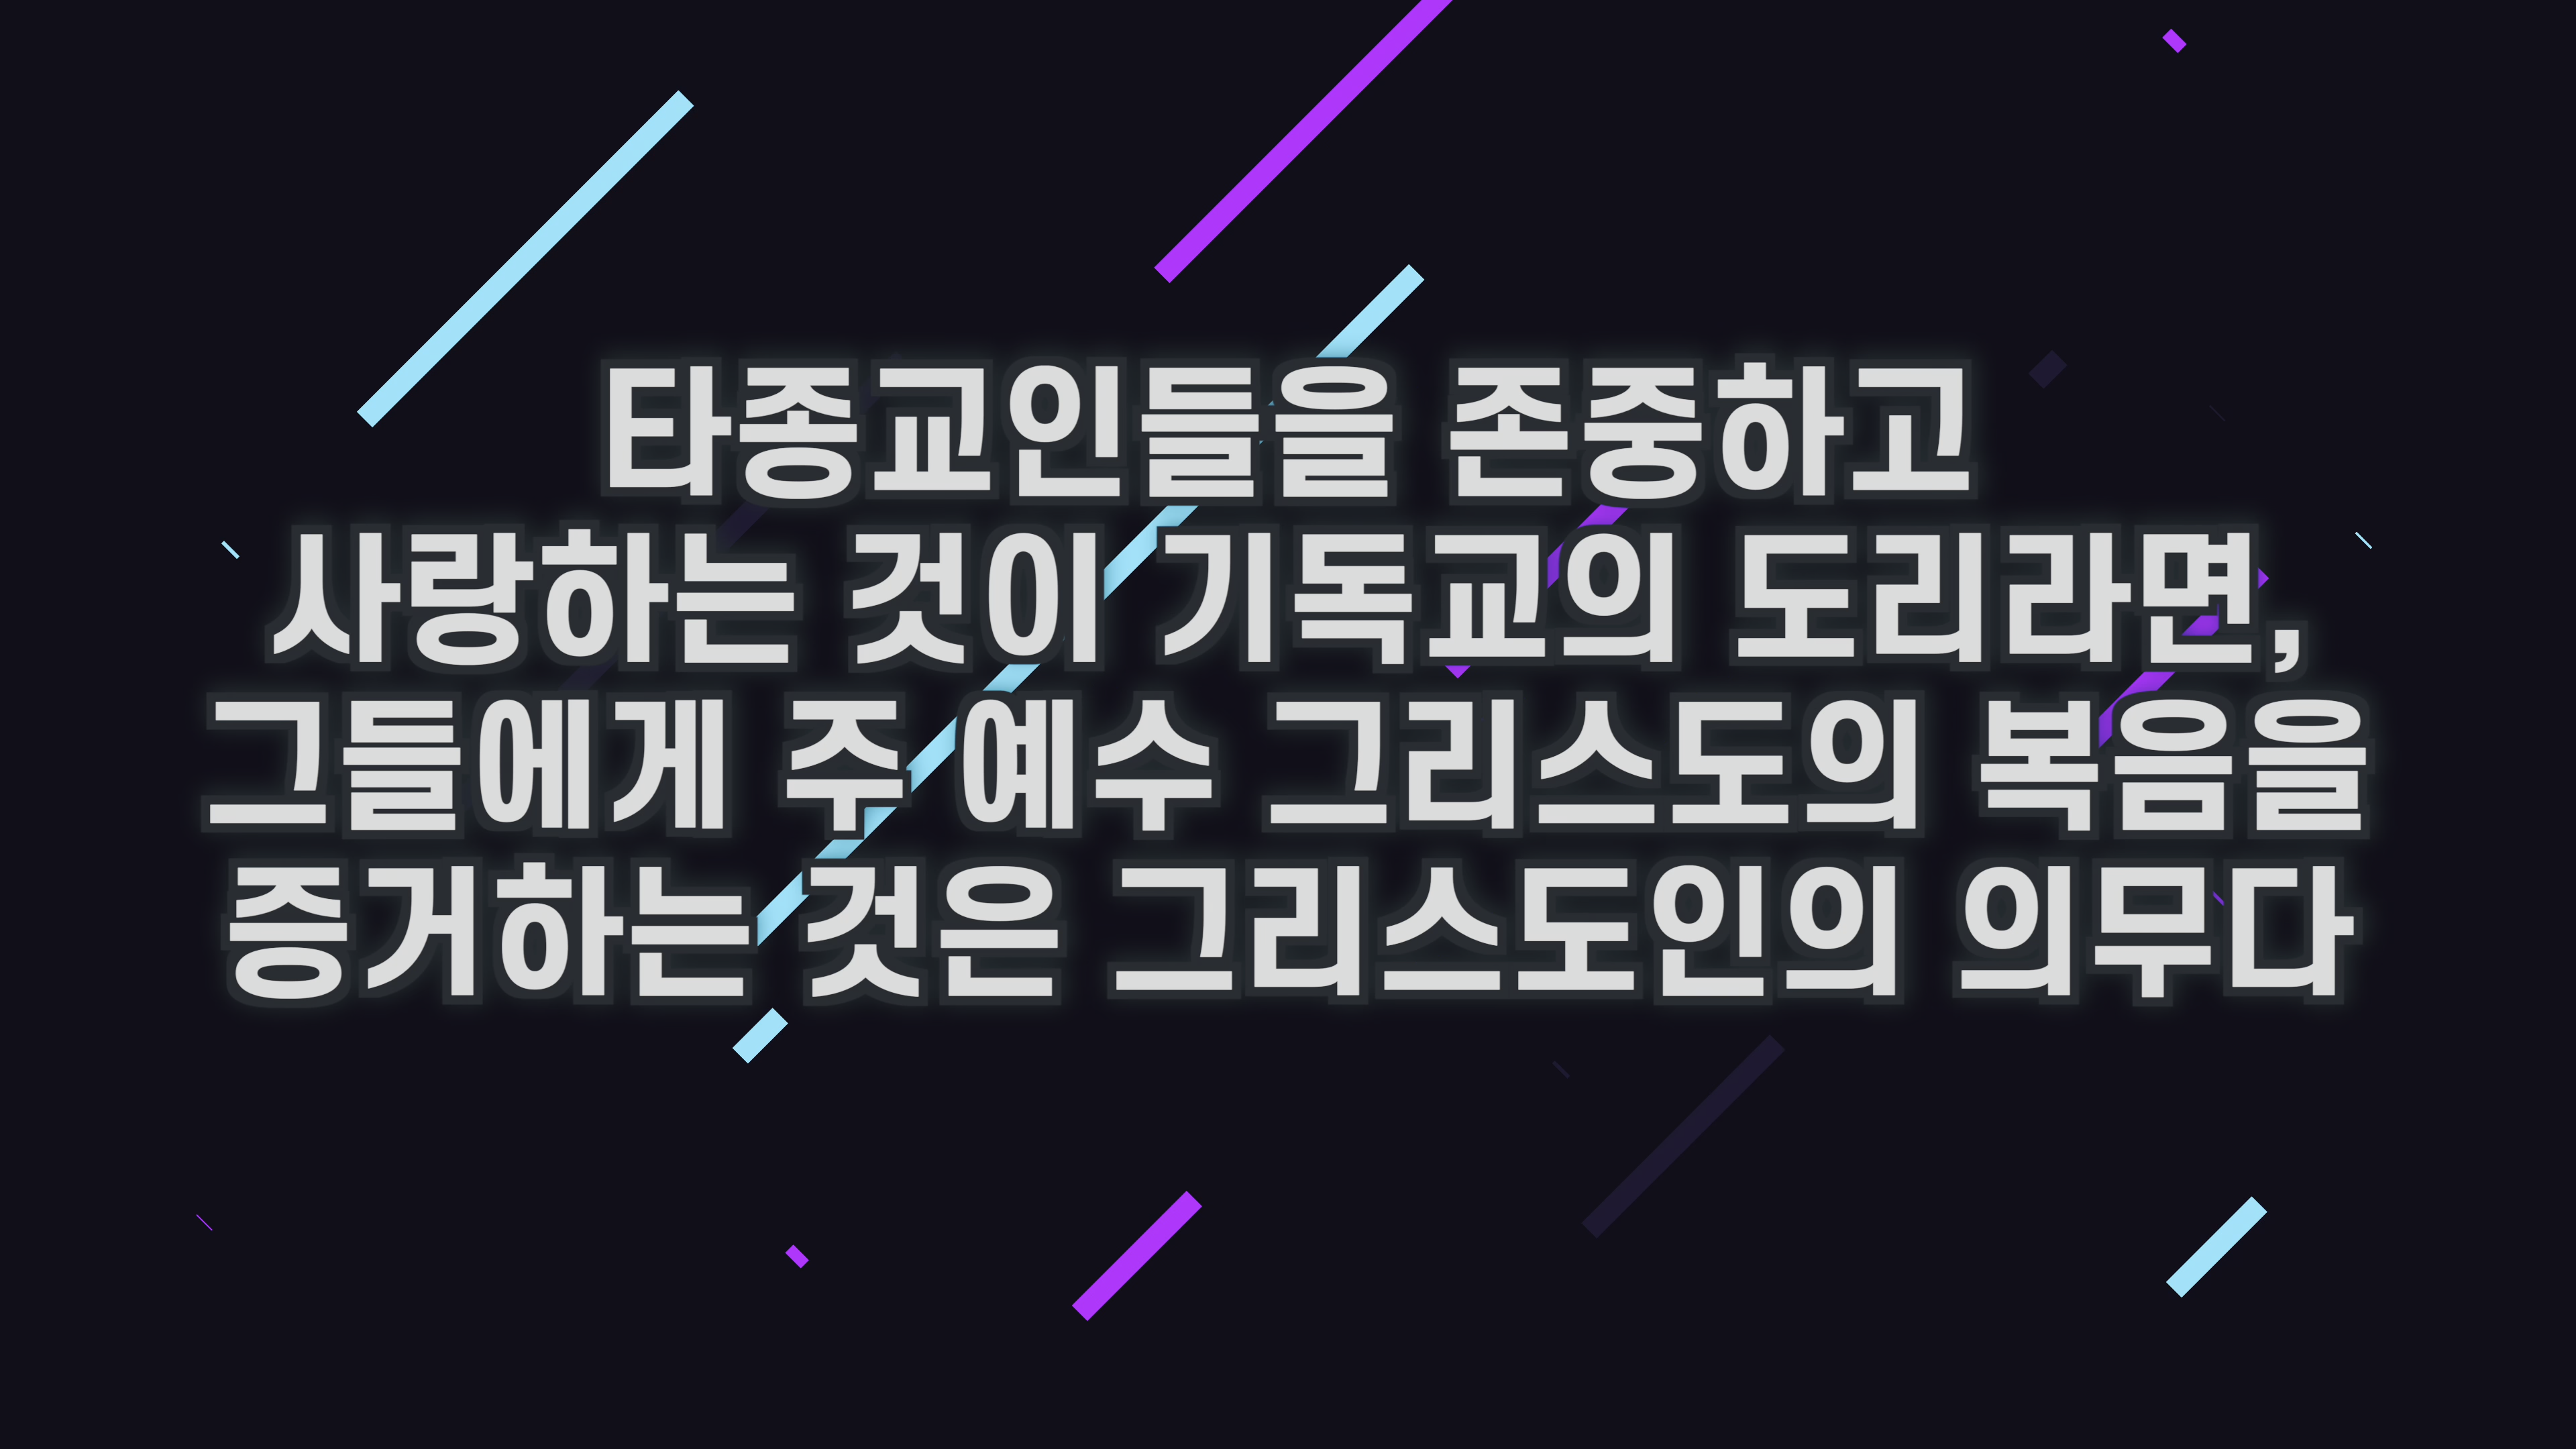 타종교인들을 존중하고
사랑하는 것이 기독교의 도리라면,
그들에게 주 예수 그리스도의 복음을
증거하는 것은 그리스도인의 의무다